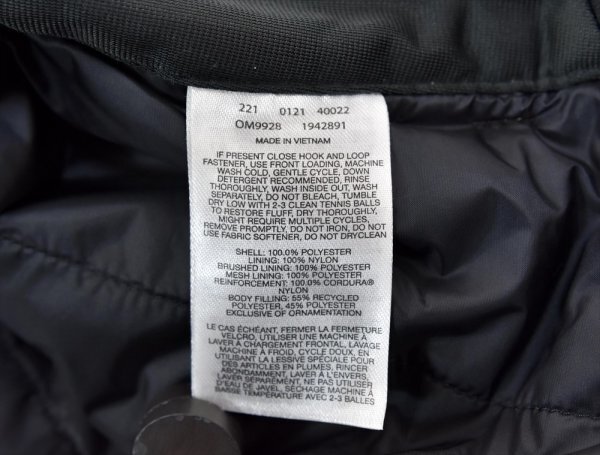 221 0121 40022
OM9928 1942891
MADE IN VIETNAM
IF PRESENT CLOSE HOOK AND LOOP
FASTENER, USE FRONT LOADING, MACHINE
WASH COLD, GENTLE CYCLE, DOWN
DETERGENT RECOMMENDED, RINSE
THOROUGHLY, WASH INSIDE OUT, WASH
SEPARATELY, DO NOT BLEACH, TUMBLE
DRY LOW WITH 2-3 CLEAN TENNIS BALLS
TO RESTORE FLUFF, DRY THOROUGHLY,
MIGHT REQUIRE MULTIPLE CYCLES,
REMOVE PROMPTLY, DO NOT IRON, DO NOT
USE FABRIC SOFTENER, DO NOT DRYCLEAN
SHELL: 100.0% POLYESTER
LINING: 100% NYLON
BRUSHED LINING: 100% POLYESTER
MESH LINING: 100% POLYESTER
REINFORCEMENT: 100.0% CORDURA®
NYLON
BODY FILLING: 55% RECYCLED
POLYESTER, 45% POLYESTER
EXCLUSIVE OF ORNAMENTATION
LE CAS ÉCHÉANT, FERMER LA FERMETURE
VELCRO, UTILISER UNE MACHINE À
LAVER À CHARGEMENT FRONTAL, LAVAGE
MACHINE À FROID, CYCLE DOUX, EN
UTILISANT LA LESSIVE SPÉCIALE POUR
DES ARTICLES EN PLUMES, RINCER
ABONDAMMENT, LAVER À L'ENVERS,
LAVER SÉPARÉMENT, NE PAS UTILISER
D'EAU DE JAVEL, SÉCHAGE MACHINE À
BASSE TEMPÉRATURE AVEC 2-3 BALLES